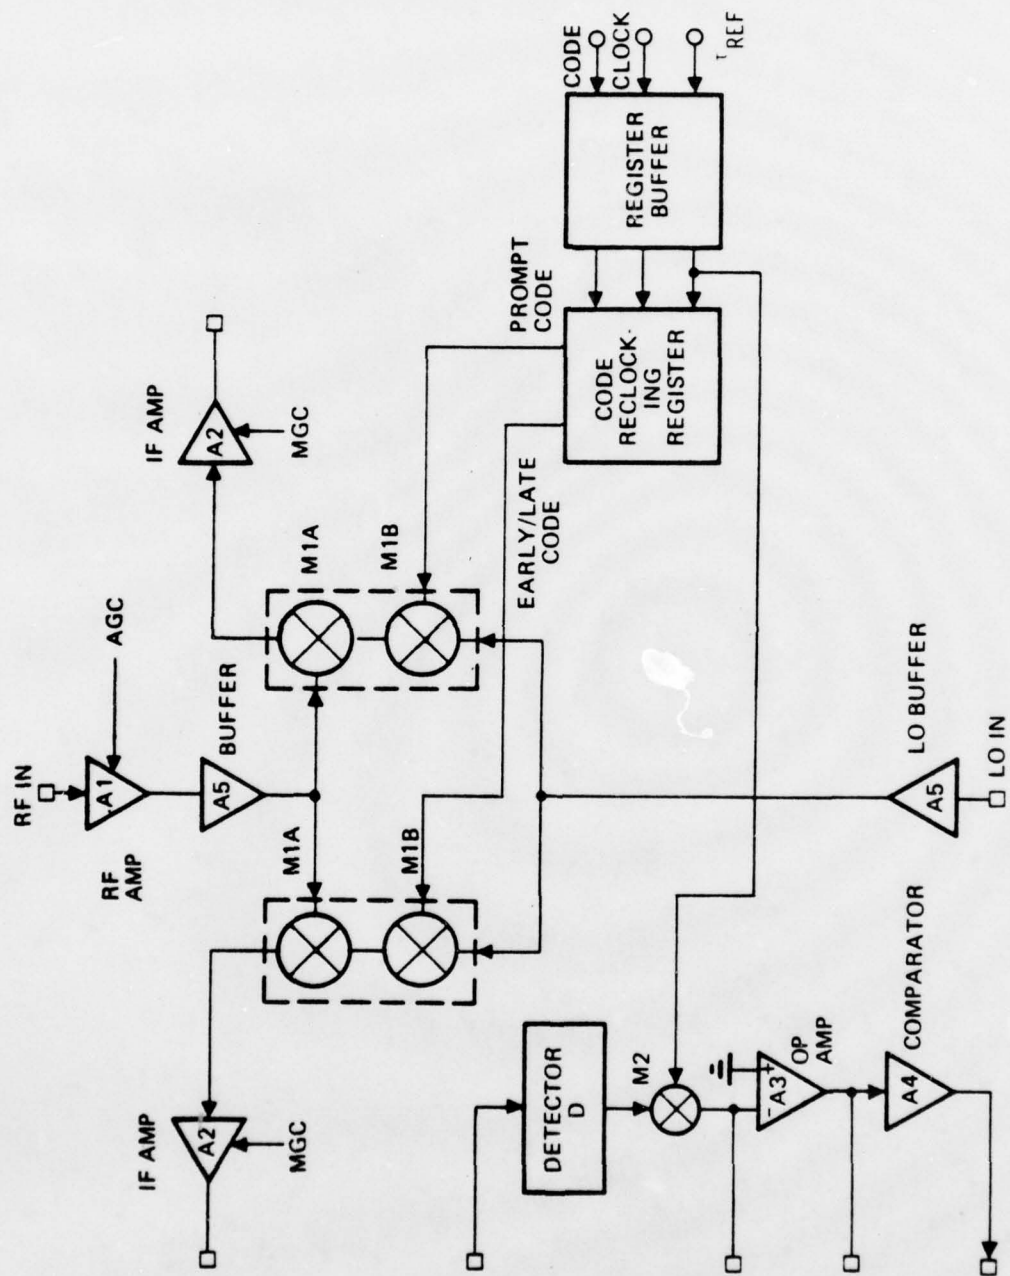 RF IN
A1
AGC
RF
AMP
IF AMP
A2
MGC
A5
BUFFER
IF AMP
A2
MGC
M1A
M1B
M1A
M1B
EARLY/LATE
CODE
PROMPT
CODE
CODE
RECLOCK-
ING
REGISTER
REGISTER
BUFFER
CODE
CLOCK
τ REF
DETECTOR
D
M2
- A3 +
OP
AMP
A4
COMPARATOR
A5
LO BUFFER
LO IN